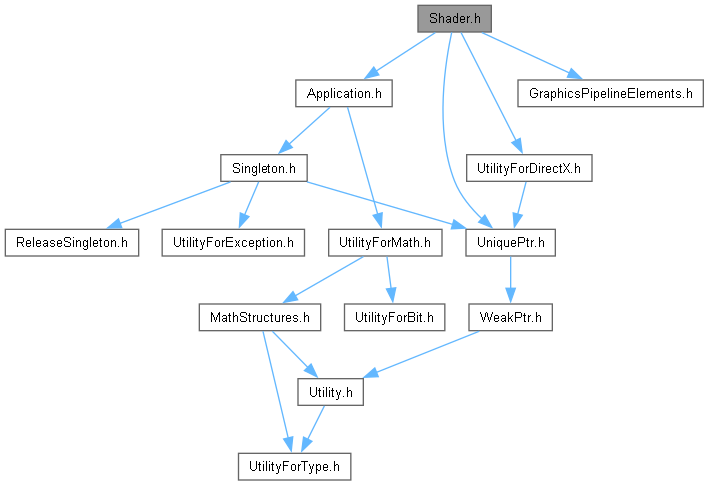 Shader.h
Application.h
GraphicsPipelineElements.h
Singleton.h
UtilityForDirectX.h
ReleaseSingleton.h
UtilityForException.h
UtilityForMath.h
UniquePtr.h
MathStructures.h
UtilityForBit.h
WeakPtr.h
Utility.h
UtilityForType.h